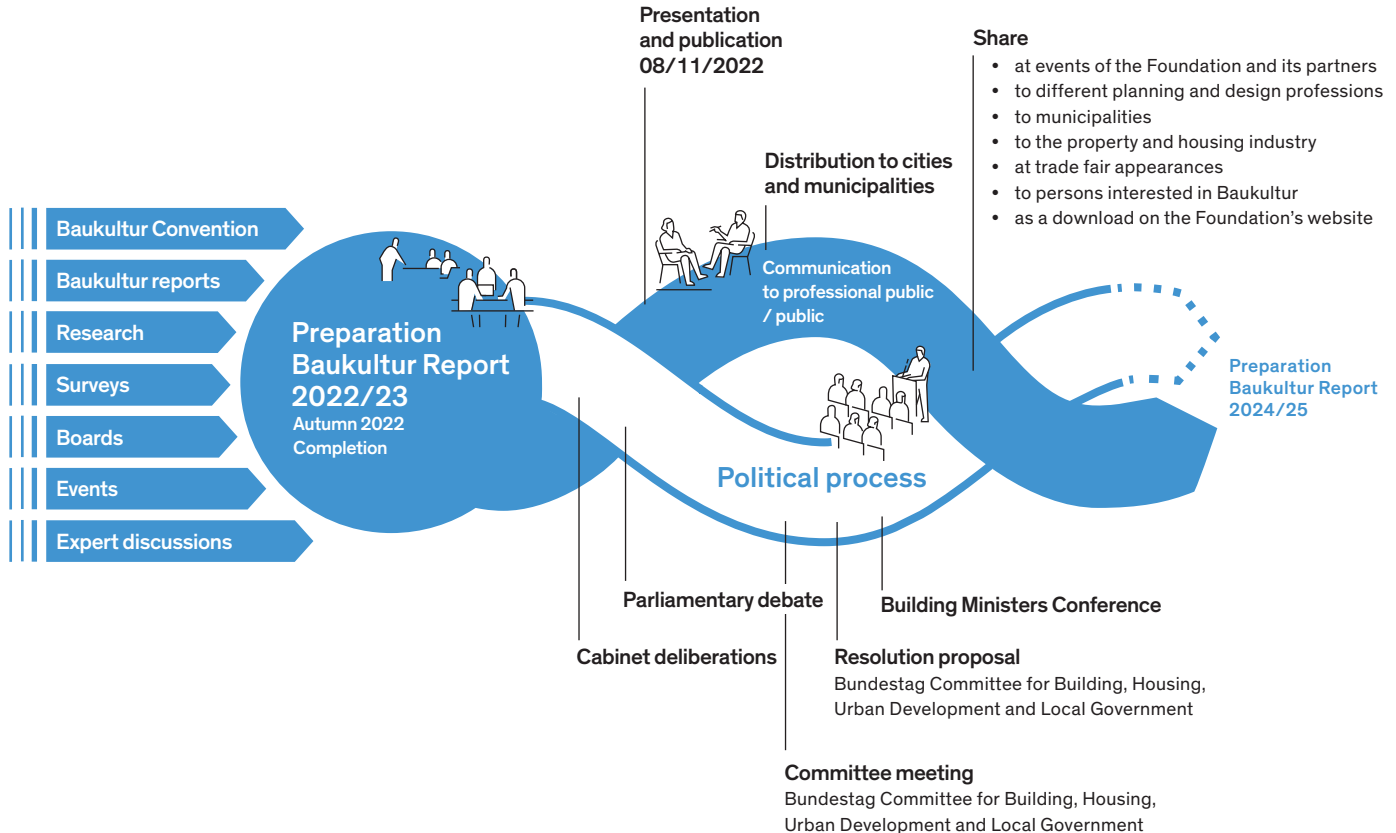 Presentation
and publication
08/11/2022
Share
• at events of the Foundation and its partners
• to different planning and design professions
• to municipalities
• to the property and housing industry
• at trade fair appearances
• to persons interested in Baukultur
• as a download on the Foundation’s website
Distribution to cities
and municipalities
Baukultur Convention
Baukultur reports
Research
Surveys
Boards
Events
Expert discussions
Preparation
Baukultur Report
2022/23
Autumn 2022
Completion
Communication
to professional public
/ public
Preparation
Baukultur Report
2024/25
Political process
Parliamentary debate
Building Ministers Conference
Cabinet deliberations
Resolution proposal
Bundestag Committee for Building, Housing,
Urban Development and Local Government
Committee meeting
Bundestag Committee for Building, Housing,
Urban Development and Local Government